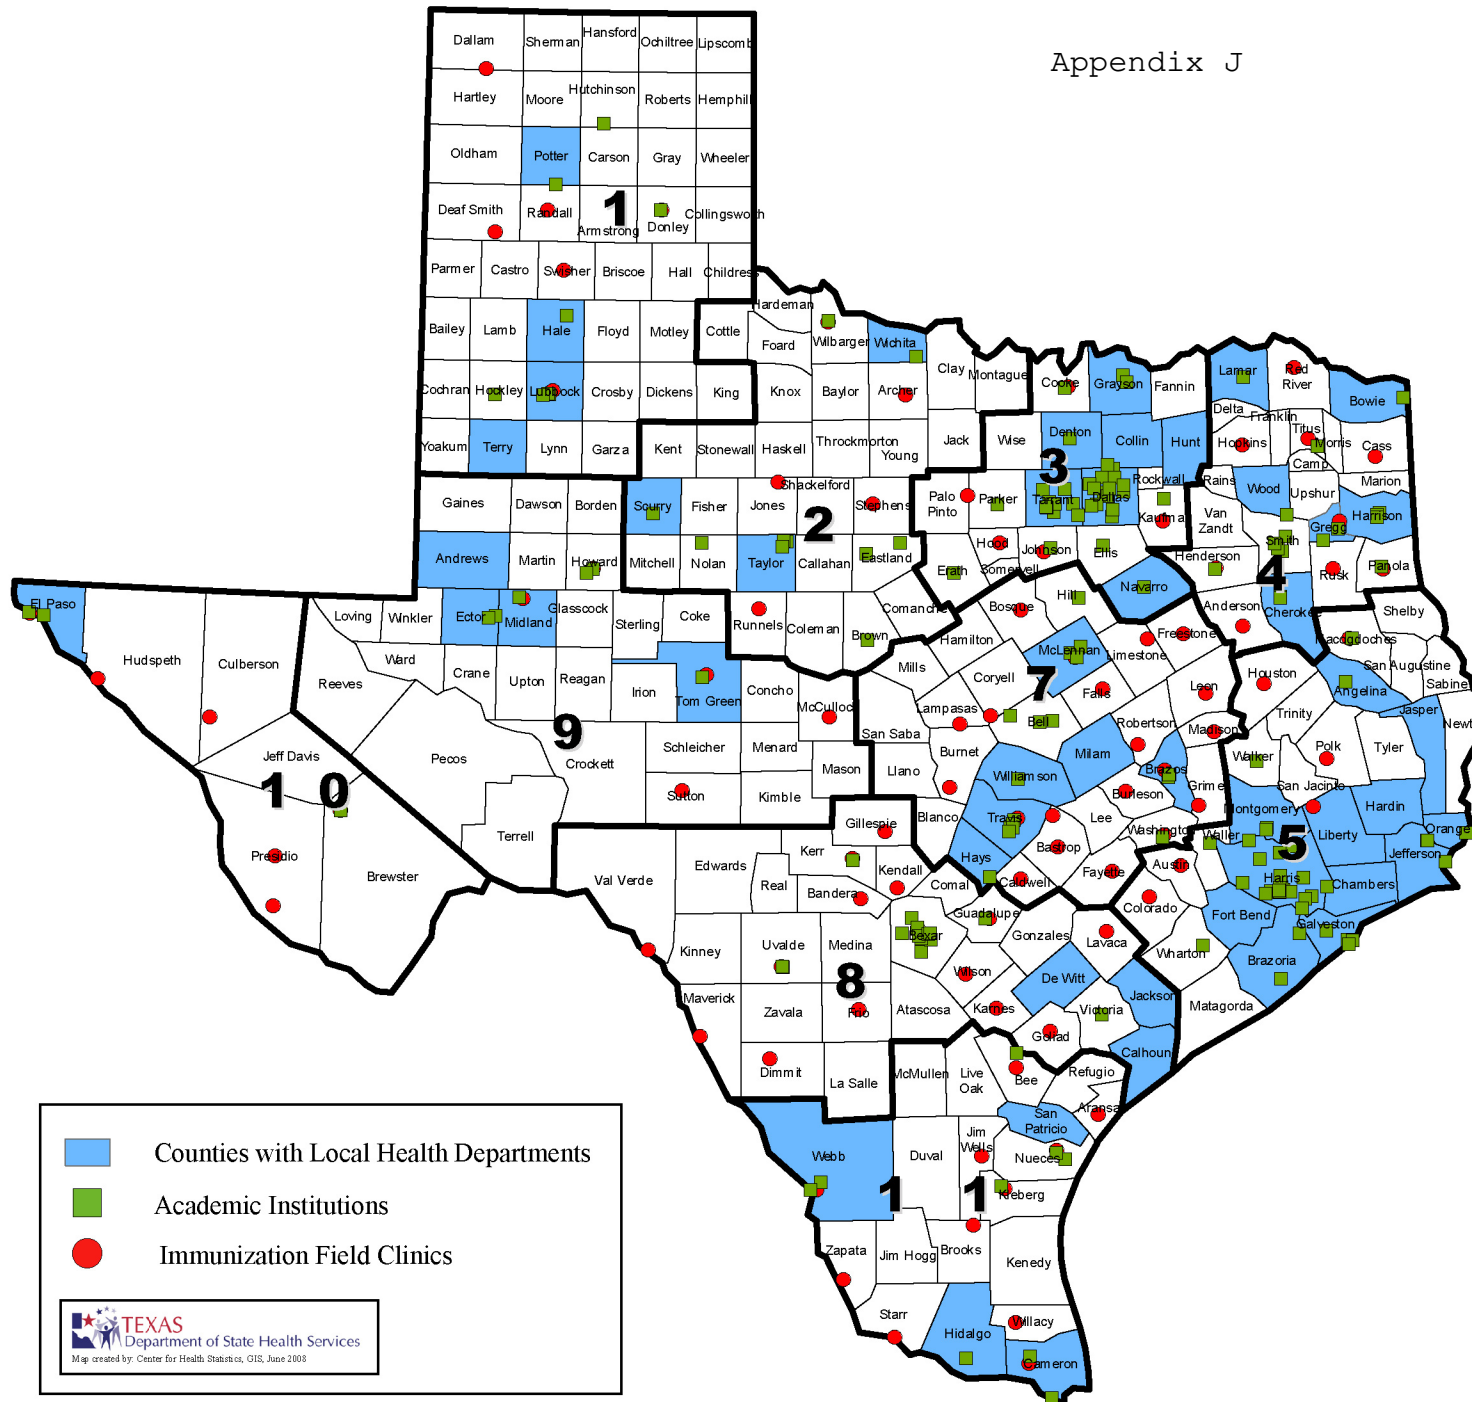 Appendix J
Dallam
Sherman
Hansford
Ochiltree
Lipscomb
Hartley
Moore
Hutchinson
Roberts
Hemphill
Oldham
Potter
Carson
Gray
Wheeler
Deaf Smith
Randall
1
Armstrong
Donley
Collingsworth
Parmer
Castro
Swisher
Briscoe
Hall
Childress
Bailey
Lamb
Hale
Floyd
Motley
Cottle
Hardeman
Foard
Wilbarger
Wichita
Clay
Montague
Cooke
Grayson
Fannin
Lamar
Red
River
Bowie
Cochran
Hockley
Lubbock
Crosby
Dickens
King
Knox
Baylor
Archer
Delta
Franklin
Titus
Morris
Hopkins
Cass
Camp
Yoakum
Terry
Lynn
Garza
Kent
Stonewall
Haskell
Throckmorton
Young
Jack
Wise
Denton
Collin
Hunt
3
Rockwall
Rains
Wood
Upshur
Marion
Gaines
Dawson
Borden
Scurry
Fisher
Jones
Shackelford
Stephens
2
Palo
Pinto
Parker
Tarrant
Dallas
Kaufman
Van
Zandt
Smith
Gregg
Harrison
Andrews
Martin
Howard
Mitchell
Nolan
Taylor
Callahan
Eastland
Erath
Hood
Somervell
Johnson
Ellis
Henderson
4
Rusk
Panola
Navarro
El Paso
Hudspeth
Culberson
Loving
Winkler
Ector
Midland
Glasscock
Sterling
Coke
Runnels
Coleman
Brown
Comanche
Hamilton
Bosque
Hill
Anderson
Cherokee
Shelby
Nacogdoches
San Augustine
Sabine
Reeves
Ward
Crane
Upton
Reagan
Irion
Tom Green
Concho
McCulloch
Mills
Coryell
McLennan
Limestone
Freestone
7
Falls
Leon
Houston
Angelina
Jasper
Newt
Trinity
Lampasas
Bell
Robertson
Madison
Walker
Polk
Tyler
San Saba
Burnet
Milam
9
Pecos
Crockett
Schleicher
Menard
Mason
Llano
Williamson
Brazos
Burleson
Grimes
San Jacinto
Jeff Davis
10
Sutton
Kimble
Terrell
Presidio
Brewster
Gillespie
Blanco
Travis
Lee
Washington
Waller
Montgomery
Liberty
Hardin
Orange
Jefferson
5
Bastrop
Hays
Caldwell
Fayette
Austin
Harris
Chambers
Val Verde
Edwards
Real
Kerr
Kendall
Bandera
Comal
Guadalupe
Colorado
Fort Bend
Galveston
Wharton
Brazoria
Matagorda
Kinney
Uvalde
Medina
Bexar
Gonzales
Lavaca
8
Wilson
De Witt
Jackson
Maverick
Zavala
Frio
Atascosa
Karnes
Victoria
Goliad
Calhoun
Dimmit
La Salle
McMullen
Live
Oak
Bee
Refugio
Aransas
San
Patricio
Webb
Duval
Jim
Wells
Nueces
11
Kleberg
Zapata
Jim Hogg
Brooks
Kenedy
Starr
Hidalgo
Willacy
Cameron
Counties with Local Health Departments
Academic Institutions
Immunization Field Clinics
TEXAS
Department of State Health Services
Map created by: Center for Health Statistics, GIS, June 2008